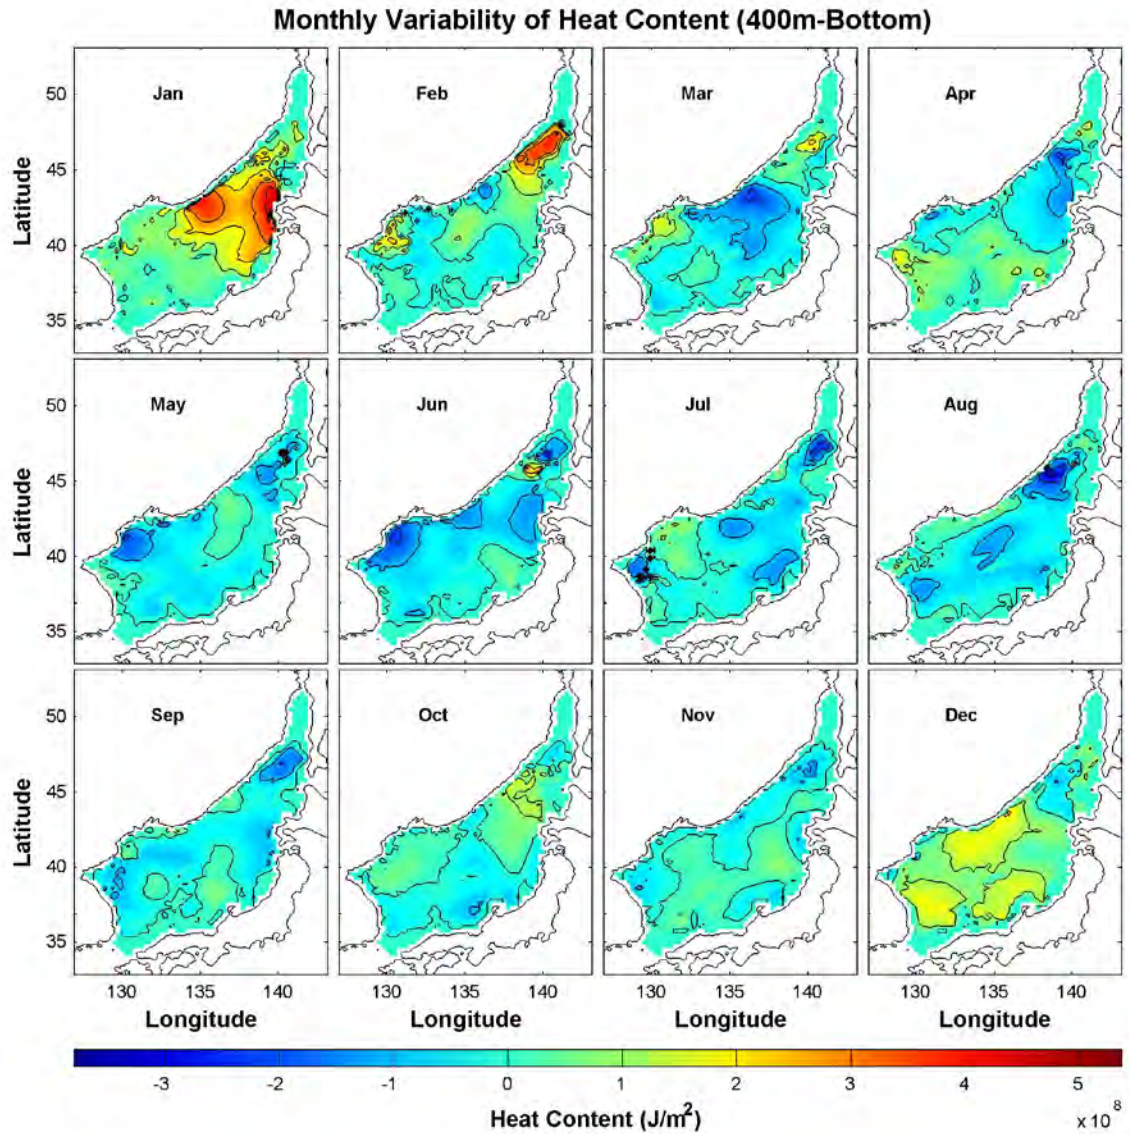 Monthly Variability of Heat Content (400m-Bottom)
Jan Feb Mar Apr
50
45
40
35
Latitude
May Jun Jul Aug
50
45
40
35
Latitude
Sep Oct Nov Dec
50
45
40
35
Latitude
130 135 140 130 135 140 130 135 140 130 135 140
Longitude Longitude Longitude Longitude
-3 -2 -1 0 1 2 3 4 5
Heat Content (J/m²)
x 10⁸